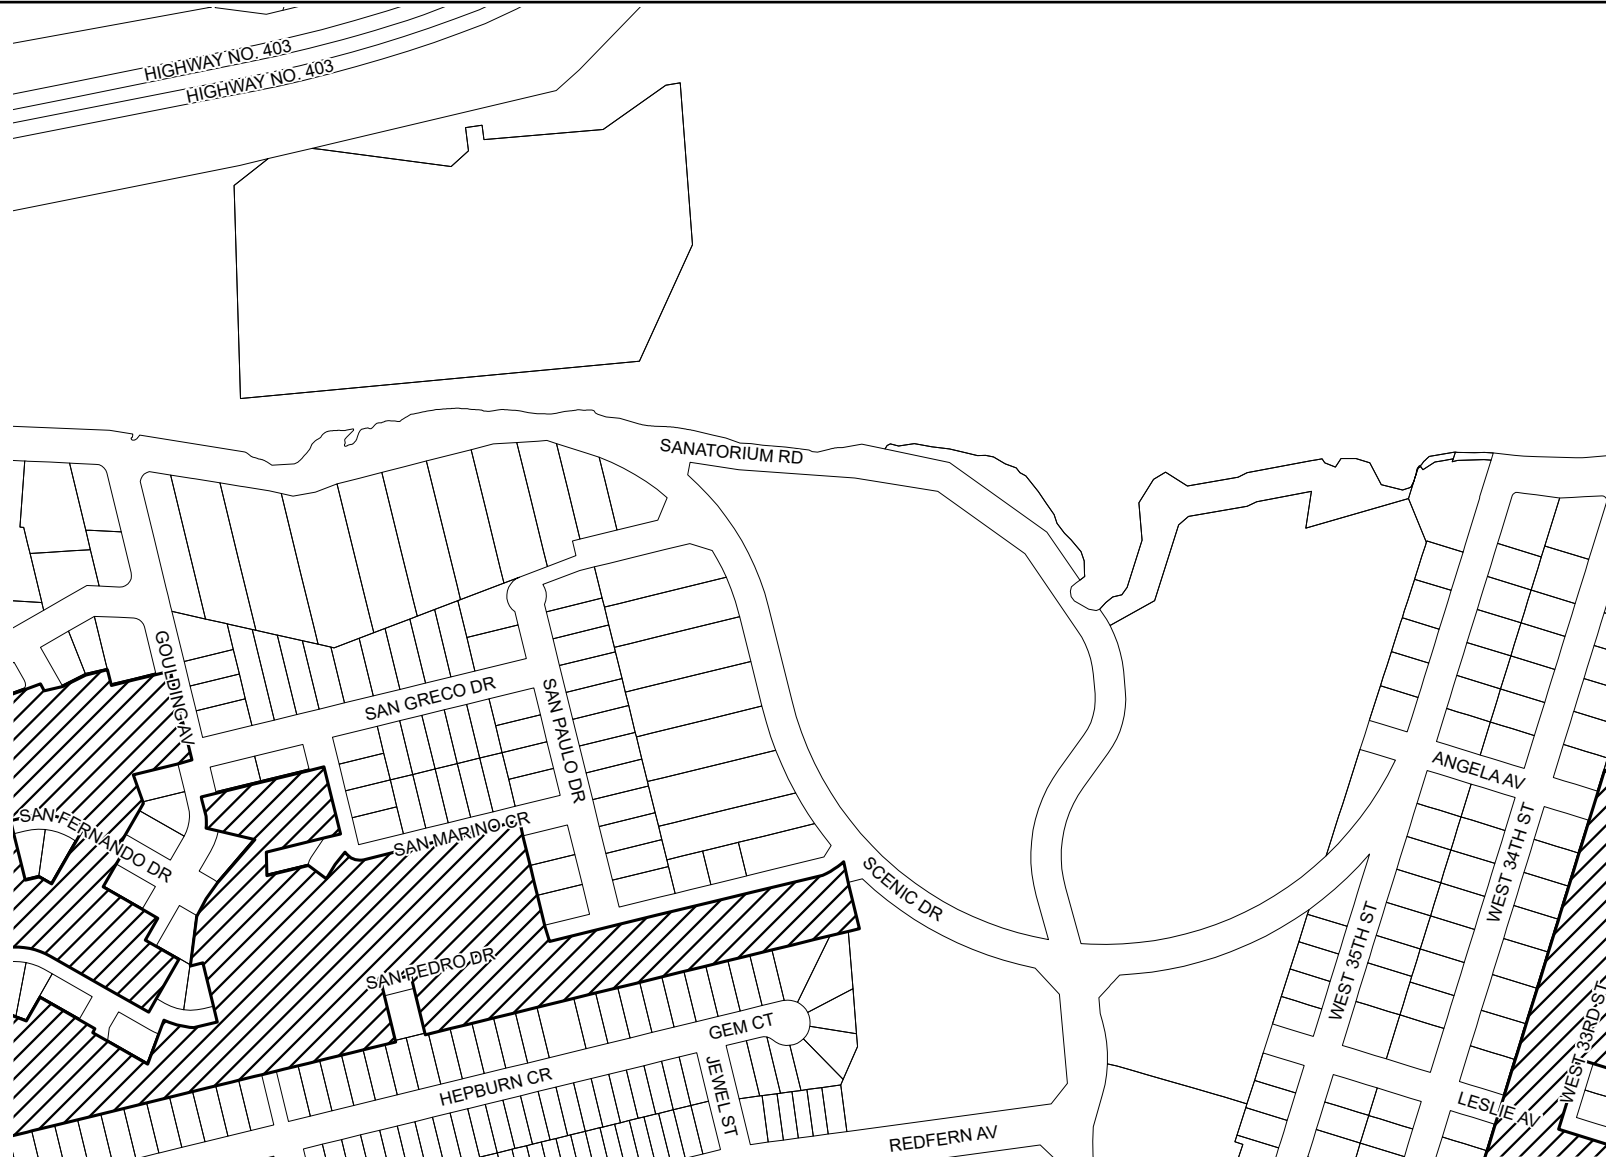 HIGHWAY NO. 403
HIGHWAY NO. 403
SANATORIUM RD
GOULDING AV
SAN GRECO DR
SAN PAULO DR
ANGELA AV
SAN FERNANDO DR
SAN MARINO CR
SCENIC DR
WEST 34TH ST
WEST 35TH ST
SAN PEDRO DR
GEM CT
WEST 33RD ST
HEPBURN CR
JEWEL ST
LESLIE AV
REDFERN AV